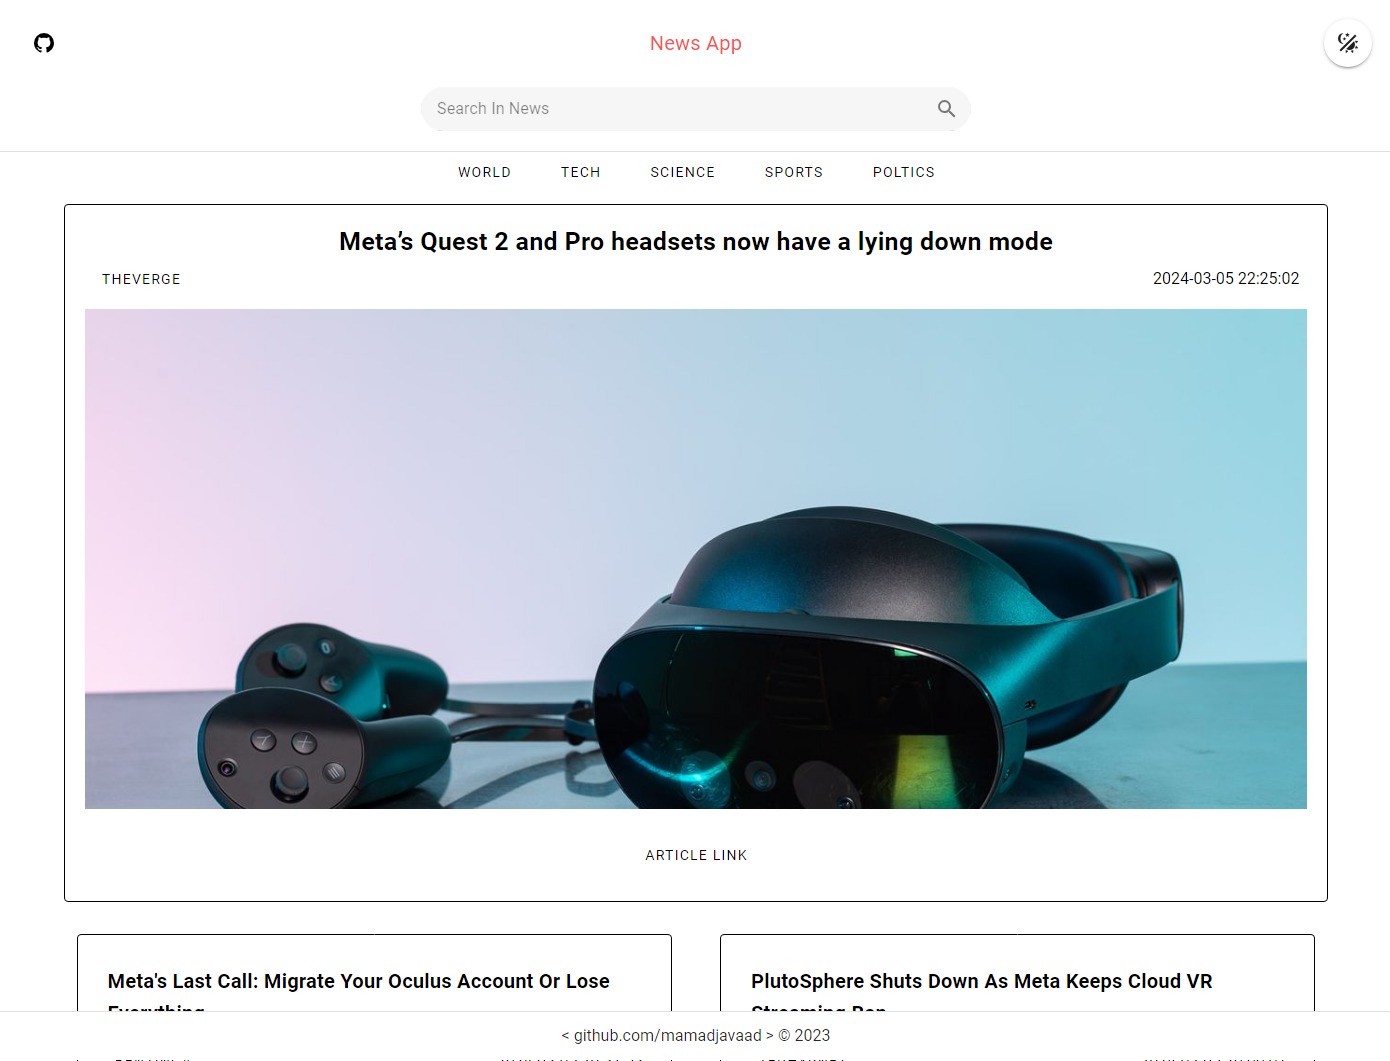 News App
Search In News
WORLD TECH SCIENCE SPORTS POLTICS
Meta’s Quest 2 and Pro headsets now have a lying down mode
THEVERGE 2024-03-05 22:25:02
ARTICLE LINK
Meta's Last Call: Migrate Your Oculus Account Or Lose
Everything
PlutoSphere Shuts Down As Meta Keeps Cloud VR
Streaming
< github.com/mamadjavaad > © 2023